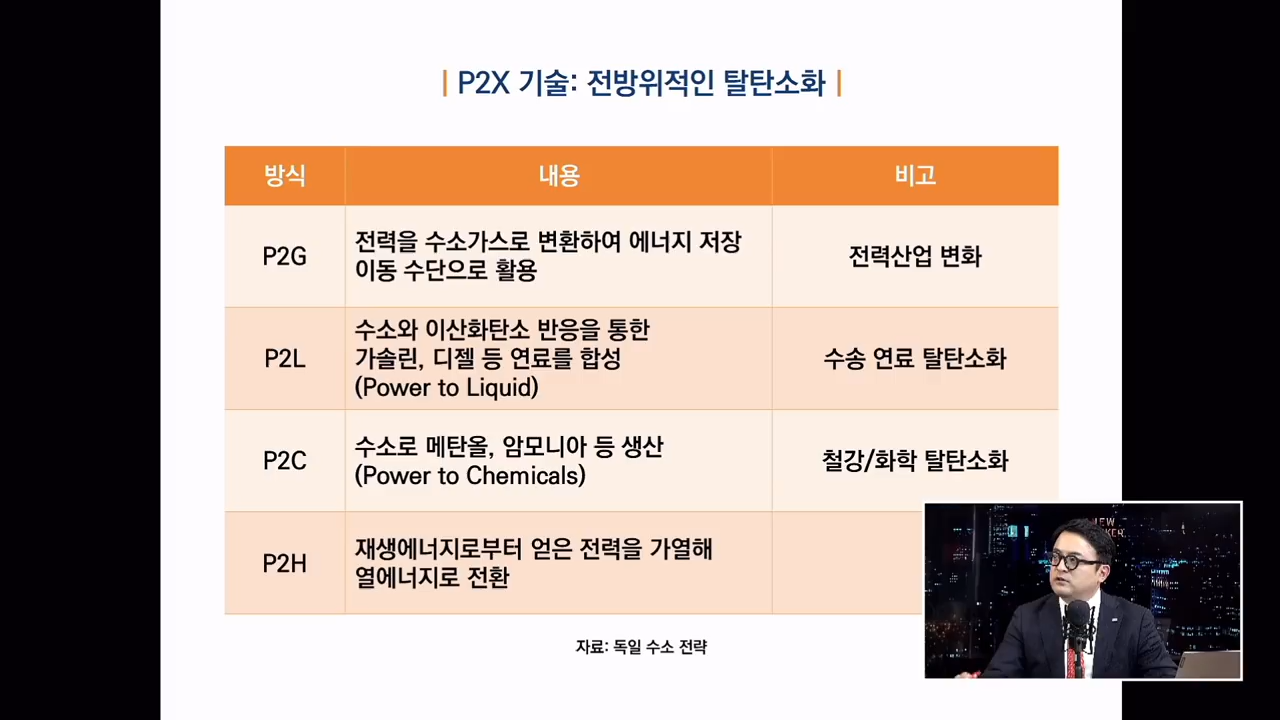 P2X 기술: 전방위적인 탈탄소화
방식 내용 비고
P2G
전력을 수소가스로 변환하여 에너지 저장
이동 수단으로 활용
전력산업 변화
P2L
수소와 이산화탄소 반응을 통한
가솔린, 디젤 등 연료를 합성
(Power to Liquid)
수송 연료 탈탄소화
P2C
수소로 메탄올, 암모니아 등 생산
(Power to Chemicals)
철강/화학 탈탄소화
P2H
재생에너지로부터 얻은 전력을 가열해
열에너지로 전환
자료: 독일 수소 전략